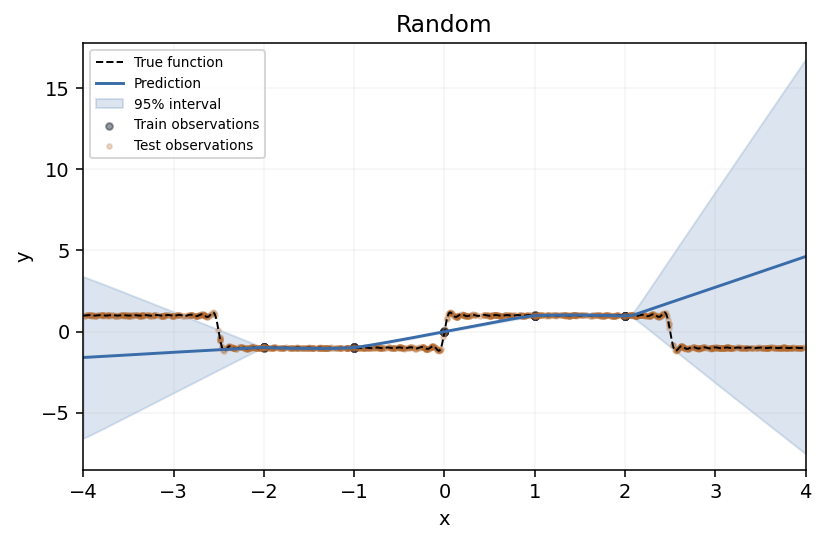 Random
True function
Prediction
95% interval
Train observations
Test observations
15
10
5
0
−5
y
−4
−3
−2
−1
0
1
2
3
4
x